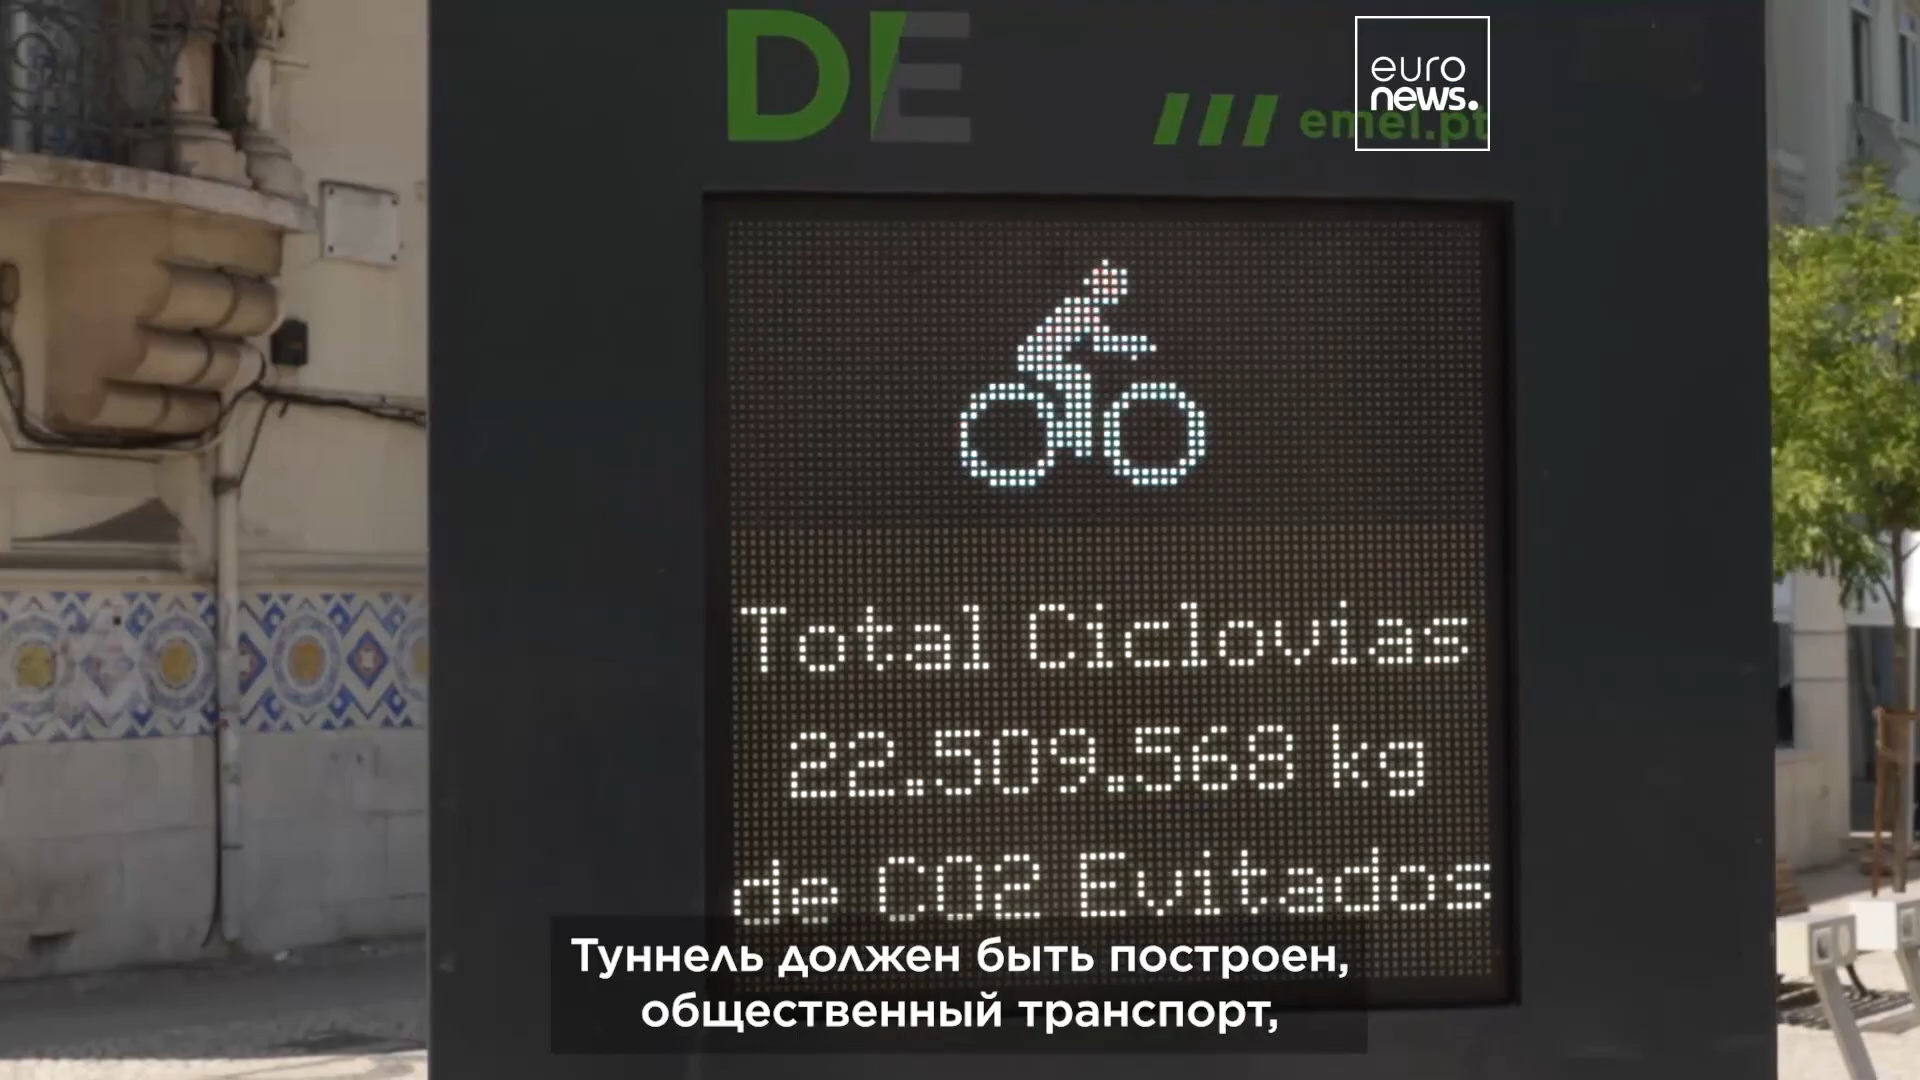 DE
emel.pt
euro
news.
Total Ciclovias
22.509.568 kg
de CO2 Evitados
Туннель должен быть построен,
общественный транспорт,